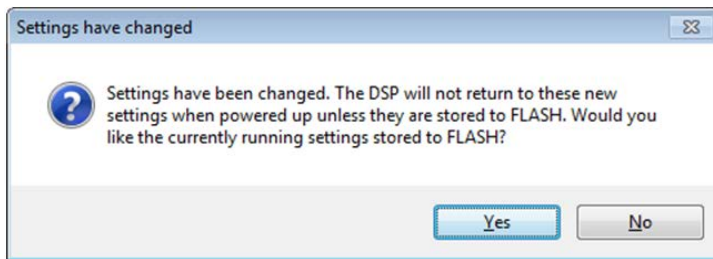 Settings have changed
Settings have been changed. The DSP will not return to these new
settings when powered up unless they are stored to FLASH. Would you
like the currently running settings stored to FLASH?
Yes
No